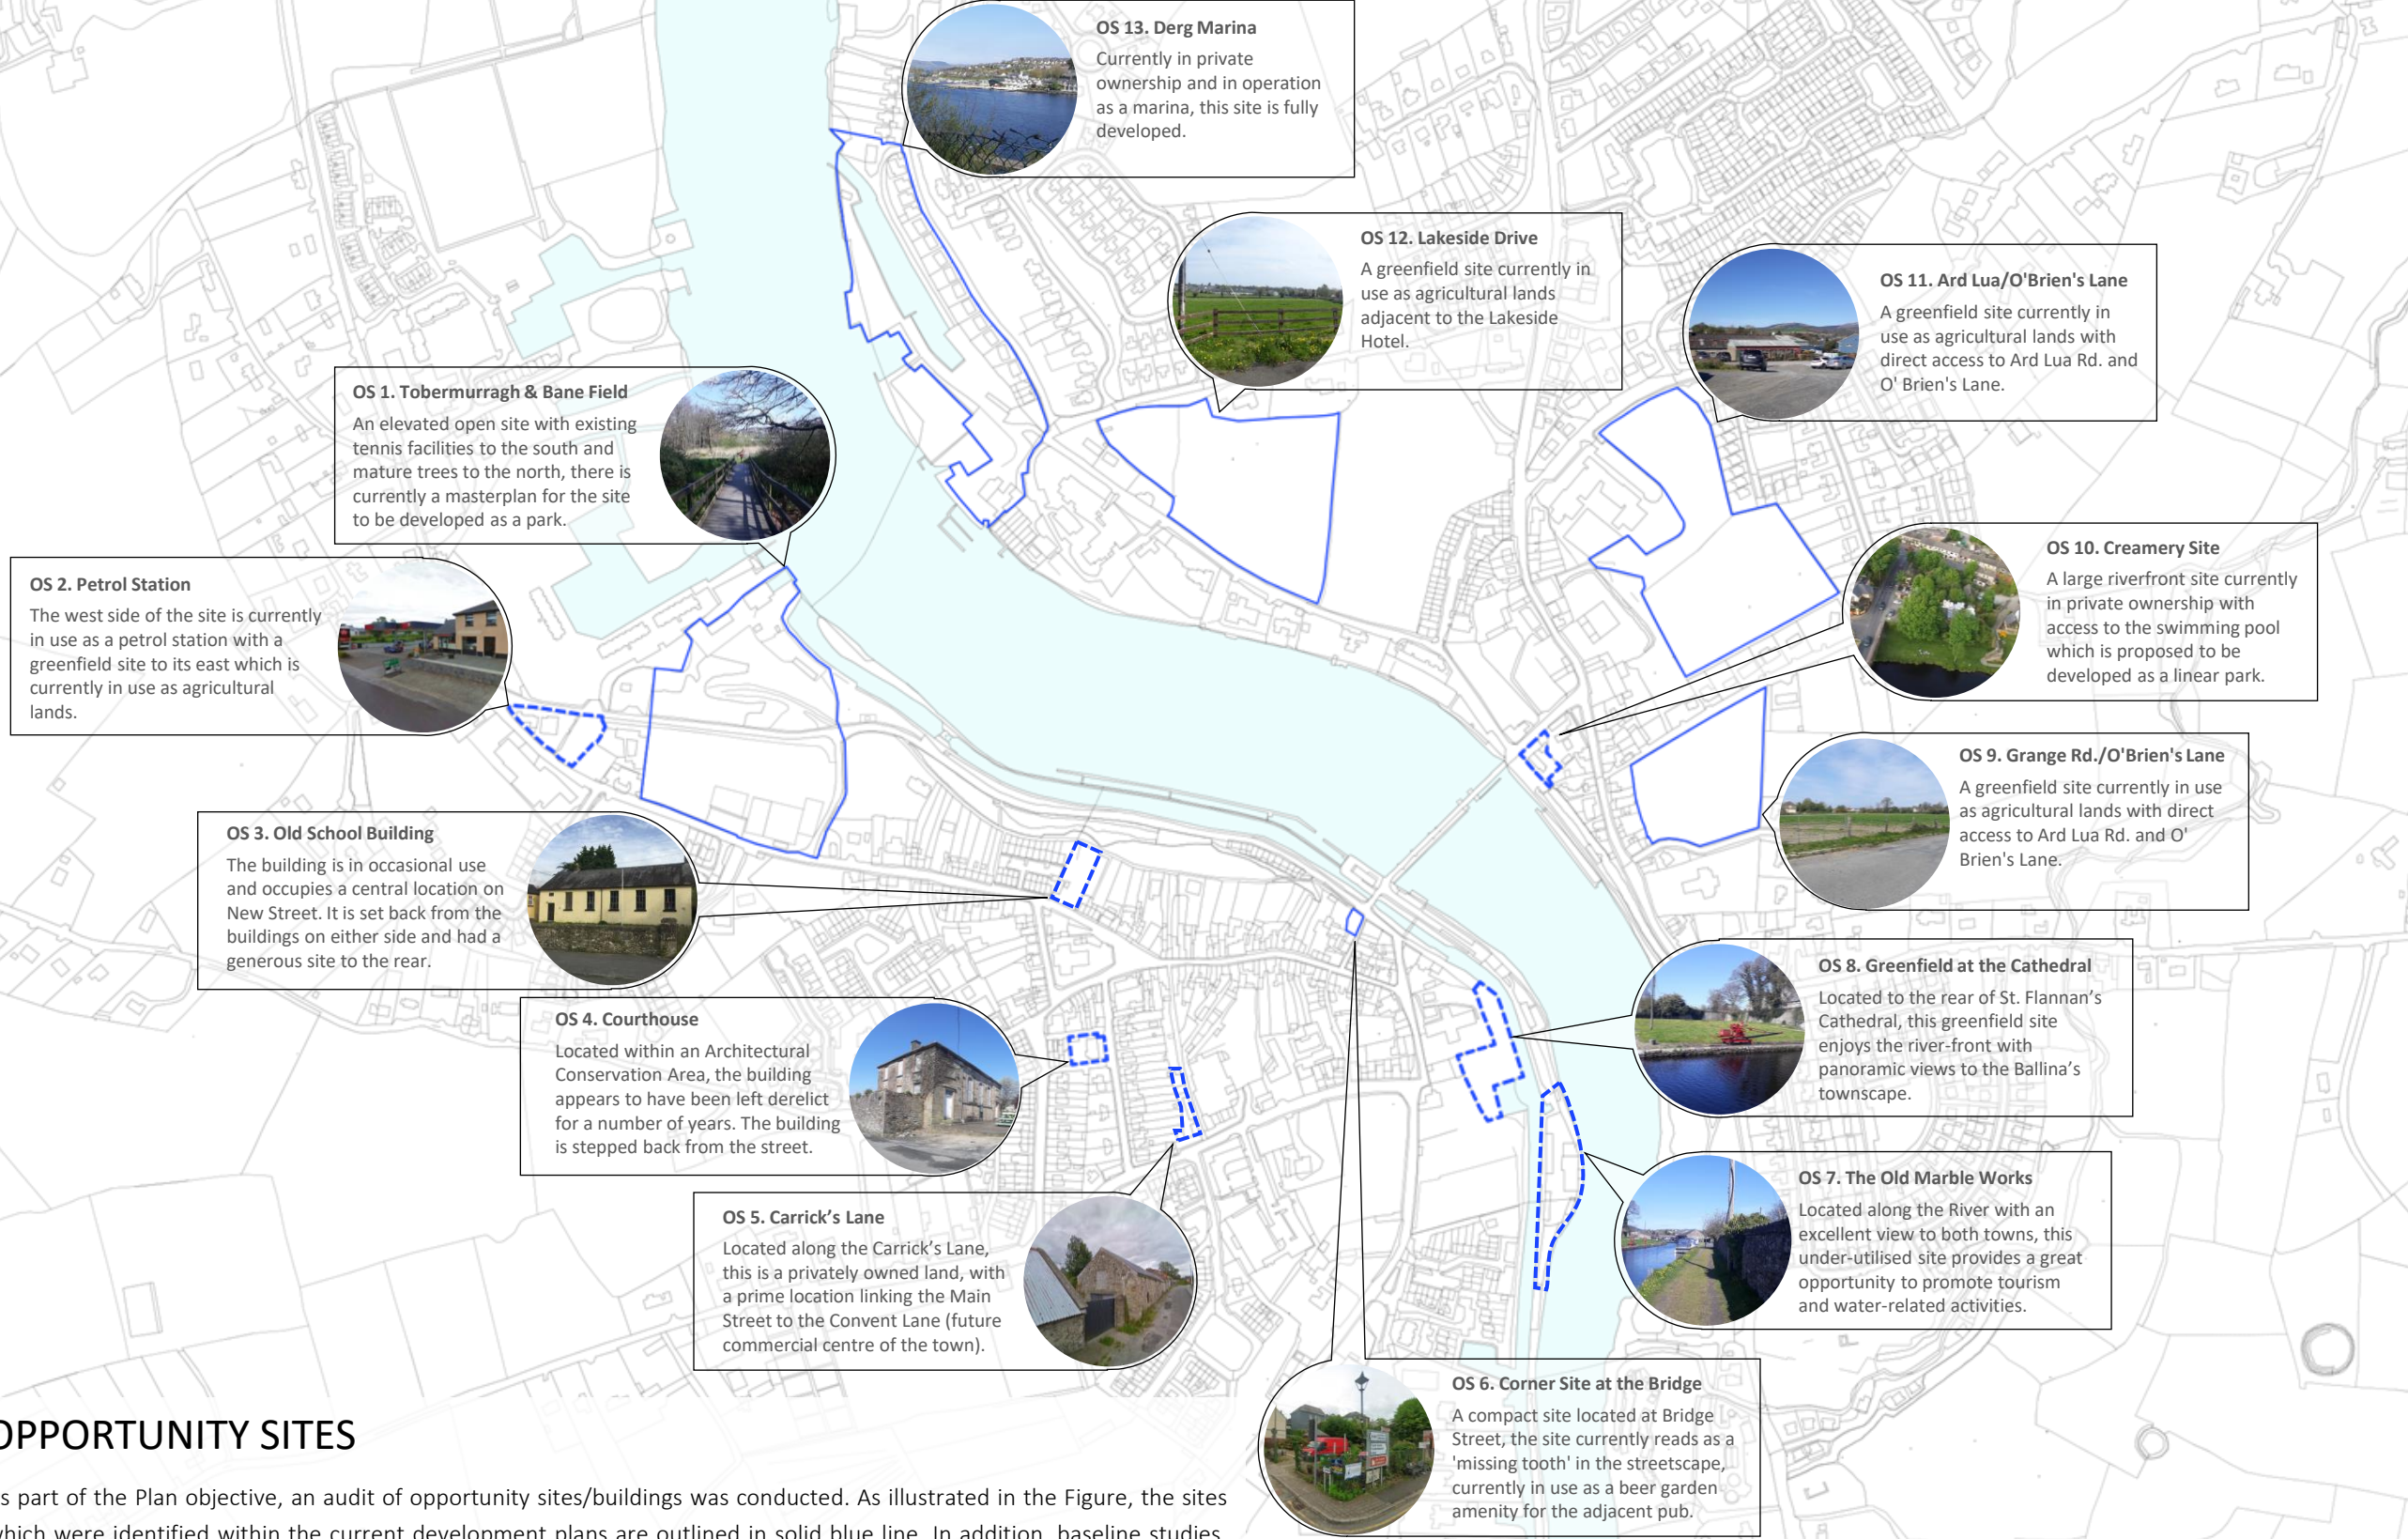 OS 13. Derg Marina
Currently in private
ownership and in operation
as a marina, this site is fully
developed.
OS 12. Lakeside Drive
A greenfield site currently in
use as agricultural lands
adjacent to the Lakeside
Hotel.
OS 11. Ard Lua/O'Brien's Lane
A greenfield site currently in
use as agricultural lands with
direct access to Ard Lua Rd. and
O' Brien's Lane.
OS 1. Tobermurragh & Bane Field
An elevated open site with existing
tennis facilities to the south and
mature trees to the north, there is
currently a masterplan for the site
to be developed as a park.
OS 10. Creamery Site
A large riverfront site currently
in private ownership with
access to the swimming pool
which is proposed to be
developed as a linear park.
OS 2. Petrol Station
The west side of the site is currently
in use as a petrol station with a
greenfield site to its east which is
currently in use as agricultural
lands.
OS 9. Grange Rd./O'Brien's Lane
A greenfield site currently in use
as agricultural lands with direct
access to Ard Lua Rd. and O'
Brien's Lane.
OS 3. Old School Building
The building is in occasional use
and occupies a central location on
New Street. It is set back from the
buildings on either side and had a
generous site to the rear.
OS 8. Greenfield at the Cathedral
Located to the rear of St. Flannan's
Cathedral, this greenfield site
enjoys the river-front with
panoramic views to the Ballina's
townscape.
OS 4. Courthouse
Located within an Architectural
Conservation Area, the building
appears to have been left derelict
for a number of years. The building
is stepped back from the street.
OS 7. The Old Marble Works
Located along the River with an
excellent view to both towns, this
under-utilised site provides a great
opportunity to promote tourism
and water-related activities.
OS 5. Carrick's Lane
Located along the Carrick's Lane,
this is a privately owned land, with
a prime location linking the Main
Street to the Convent Lane (future
commercial centre of the town).
OS 6. Corner Site at the Bridge
A compact site located at Bridge
Street, the site currently reads as a
'missing tooth' in the streetscape,
currently in use as a beer garden
amenity for the adjacent pub.
OPPORTUNITY SITES
s part of the Plan objective, an audit of opportunity sites/buildings was conducted. As illustrated in the Figure, the sites
which were identified within the current development plans are outlined in solid blue line. In addition, baseline studies